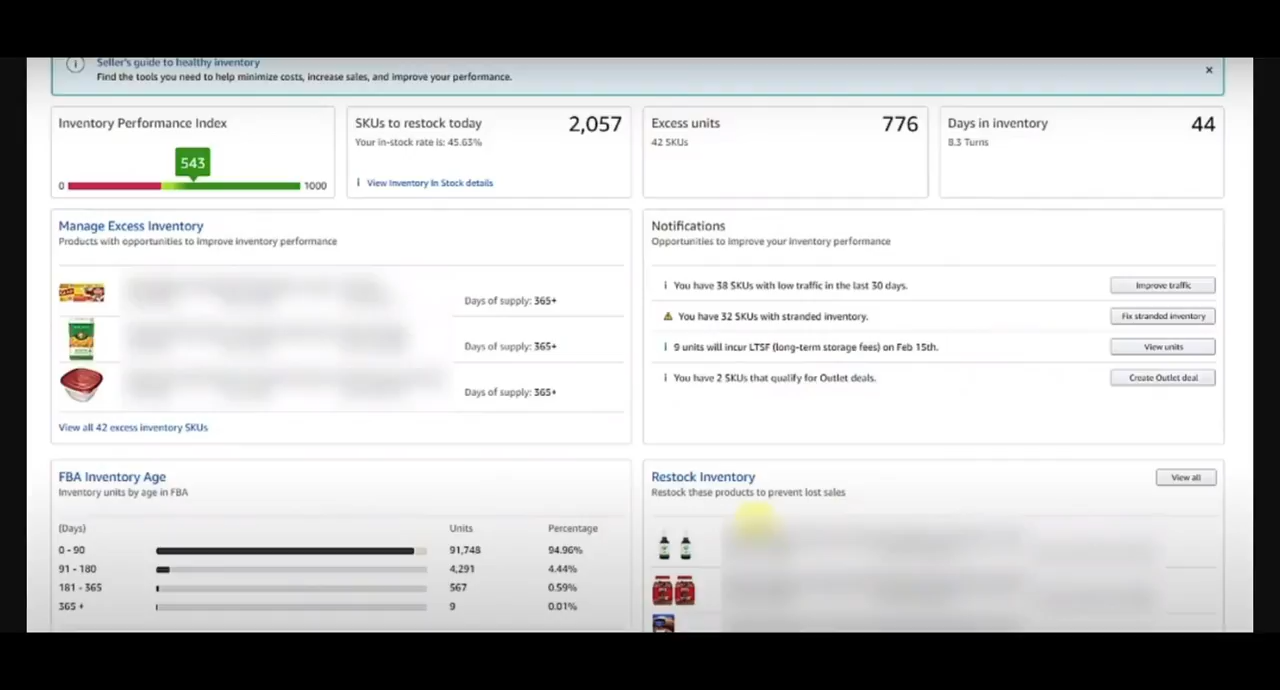 Seller's guide to healthy inventory
Find the tools you need to help minimize costs, increase sales, and improve your performance.
Inventory Performance Index
543
0
1000
SKUs to restock today
2,057
Your in-stock rate is: 45.63%
View Inventory In Stock details
Excess units
776
42 SKUs
Days in inventory
44
8.3 Turns
Manage Excess Inventory
Products with opportunities to improve inventory performance
Days of supply: 365+
Days of supply: 365+
Days of supply: 365+
View all 42 excess inventory SKUs
Notifications
Opportunities to improve your inventory performance
You have 38 SKUs with low traffic in the last 30 days.
Improve traffic
You have 32 SKUs with stranded inventory.
Fix stranded inventory
9 units will incur LTSF (long-term storage fees) on Feb 15th.
View units
You have 2 SKUs that qualify for Outlet deals.
Create Outlet deal
FBA Inventory Age
Inventory units by age in FBA
(Days) Units Percentage
0 - 90 91,748 94.96%
91 - 180 4,291 4.44%
181 - 365 567 0.59%
365 + 9 0.01%
Restock Inventory
View all
Restock these products to prevent lost sales